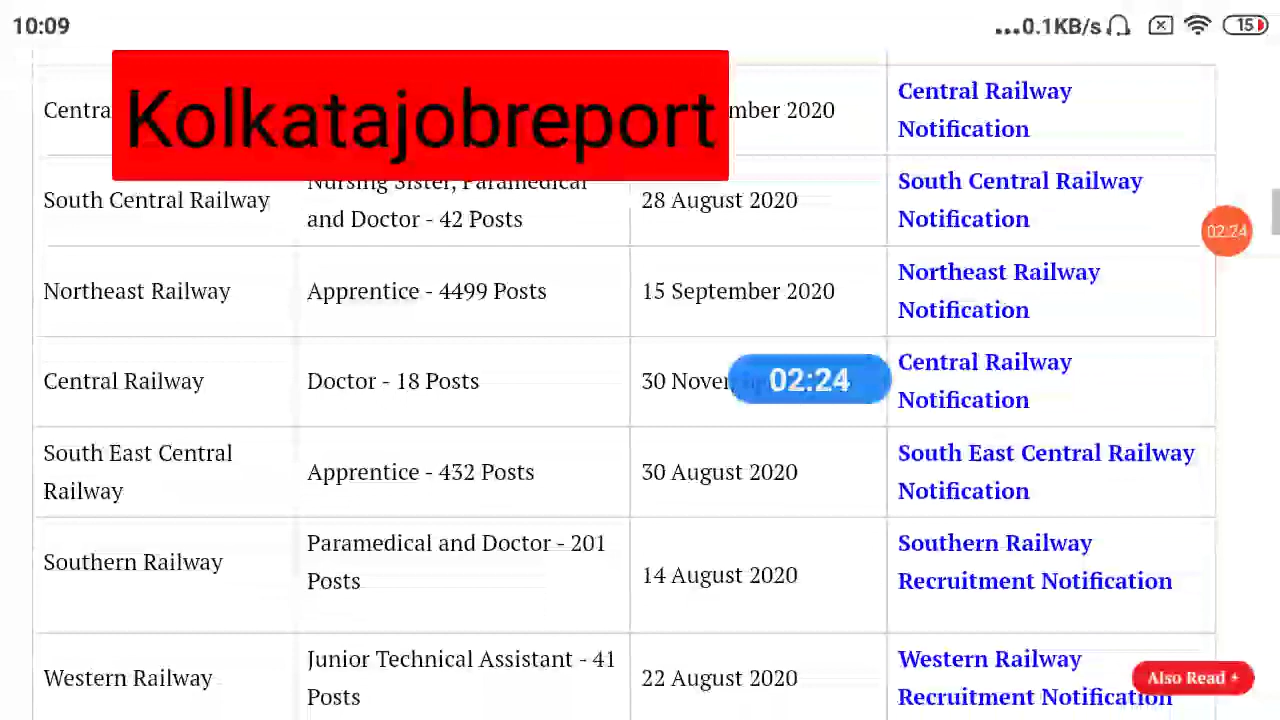 10:09
...0.1KB/s
15
Kolkatajobreport
2020
Central Railway
Notification
South Central Railway
Nursing Sister, Paramedical
and Doctor - 42 Posts
28 August 2020
South Central Railway
Notification
02:24
Northeast Railway
Apprentice - 4499 Posts
15 September 2020
Northeast Railway
Notification
Central Railway
Doctor - 18 Posts
30
02:24
Central Railway
Notification
South East Central
Railway
Apprentice - 432 Posts
30 August 2020
South East Central Railway
Notification
Southern Railway
Paramedical and Doctor - 201
Posts
14 August 2020
Southern Railway
Recruitment Notification
Western Railway
Junior Technical Assistant - 41
Posts
22 August 2020
Western Railway
Recruitment Notification
Also Read +